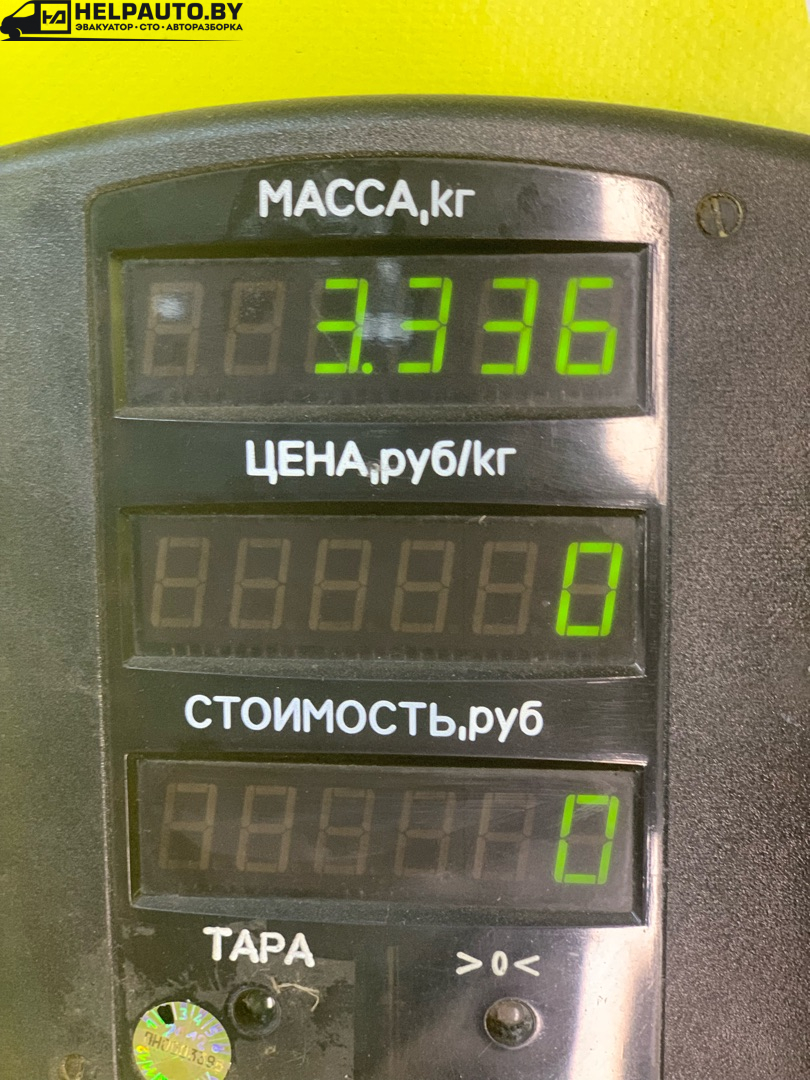 HELPAUTO.BY
ЭВАКУАТОР • СТО • АВТОРАЗБОРКА
МАССА,кг
3.336
ЦЕНА,руб/кг
0
СТОИМОСТЬ,руб
0
ТАРА >0<